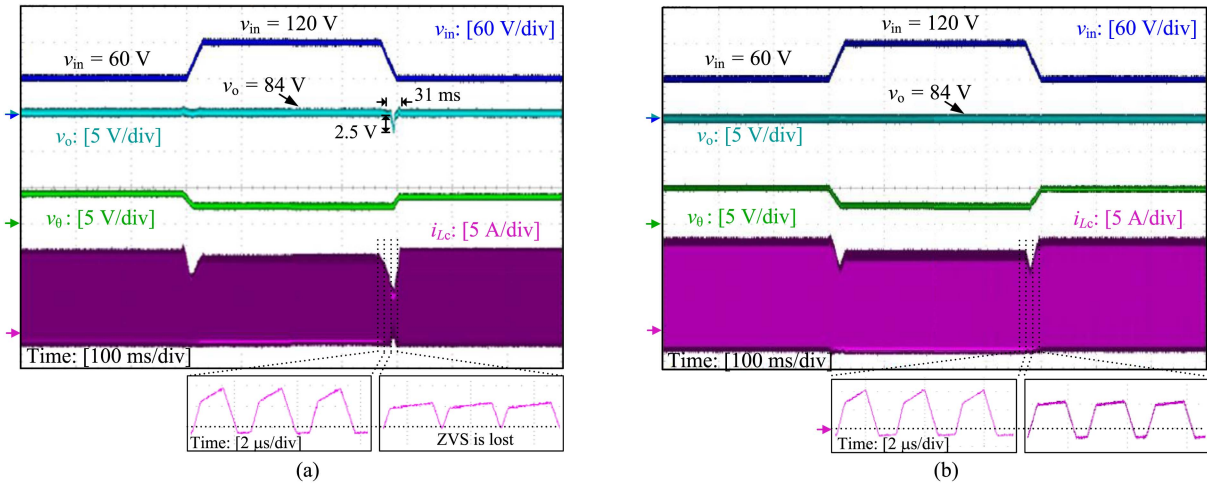 v_in = 120 V
v_in: [60 V/div]
v_in = 60 V
v_o = 84 V
31 ms
2.5 V
v_o: [5 V/div]
v_θ: [5 V/div]
i_Lc: [5 A/div]
Time: [100 ms/div]
Time: [2 μs/div]
ZVS is lost
(a)
v_in = 120 V
v_in: [60 V/div]
v_in = 60 V
v_o = 84 V
v_o: [5 V/div]
v_θ: [5 V/div]
i_Lc: [5 A/div]
Time: [100 ms/div]
Time: [2 μs/div]
(b)